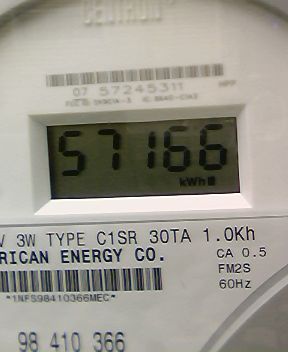 CENTRON
07 57245311
57166
kWh
V 3W TYPE C1SR 30TA 1.0Kh
RICAN ENERGY CO.
CA 0.5
FM2S
60Hz
*1NFS98410366MEC*
98 410 366